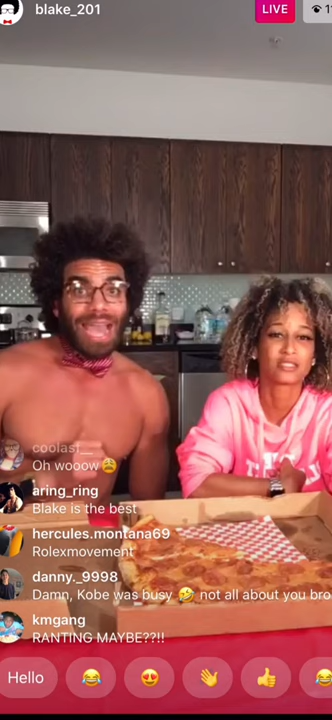 blake_201
LIVE
coolast__
Oh wooow 😩
aring_ring
Blake is the best
hercules.montana69
Rolexmovement
danny._9998
Damn, Kobe was busy 🤣 not all about you bro
kmgang
RANTING MAYBE??!!
Hello